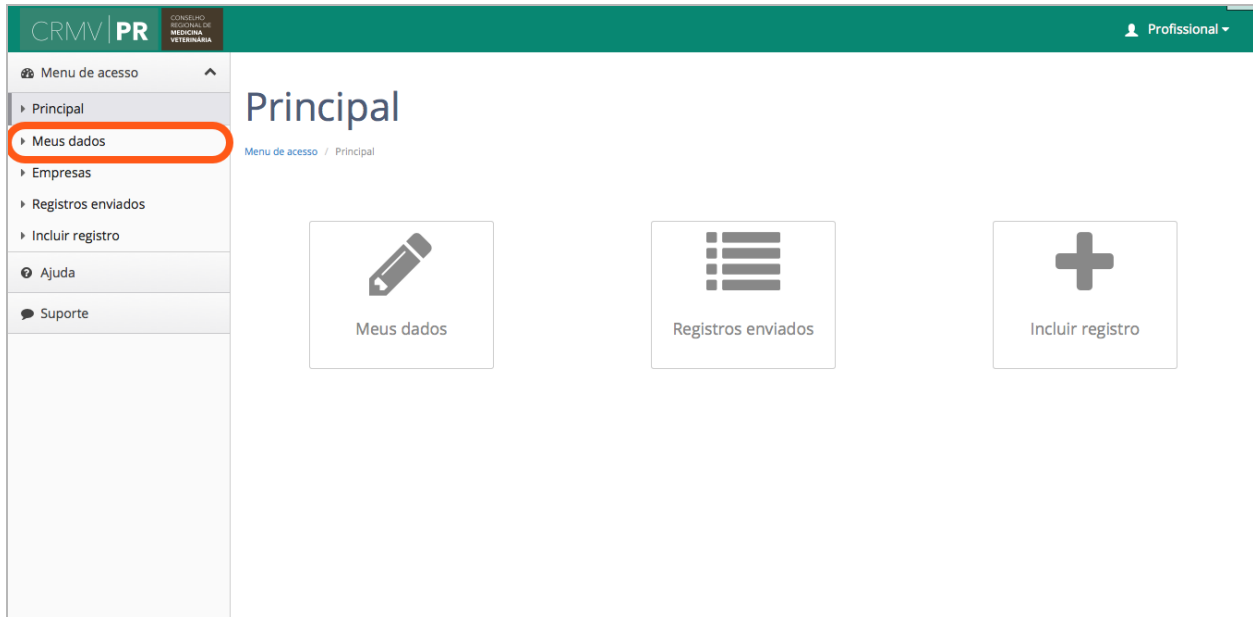 CRMV PR
CONSELHO
REGIONAL DE
MEDICINA
VETERINÁRIA
Profissional
Menu de acesso
Principal
Meus dados
Empresas
Registros enviados
Incluir registro
Ajuda
Suporte
Principal
Menu de acesso / Principal
Meus dados
Registros enviados
Incluir registro